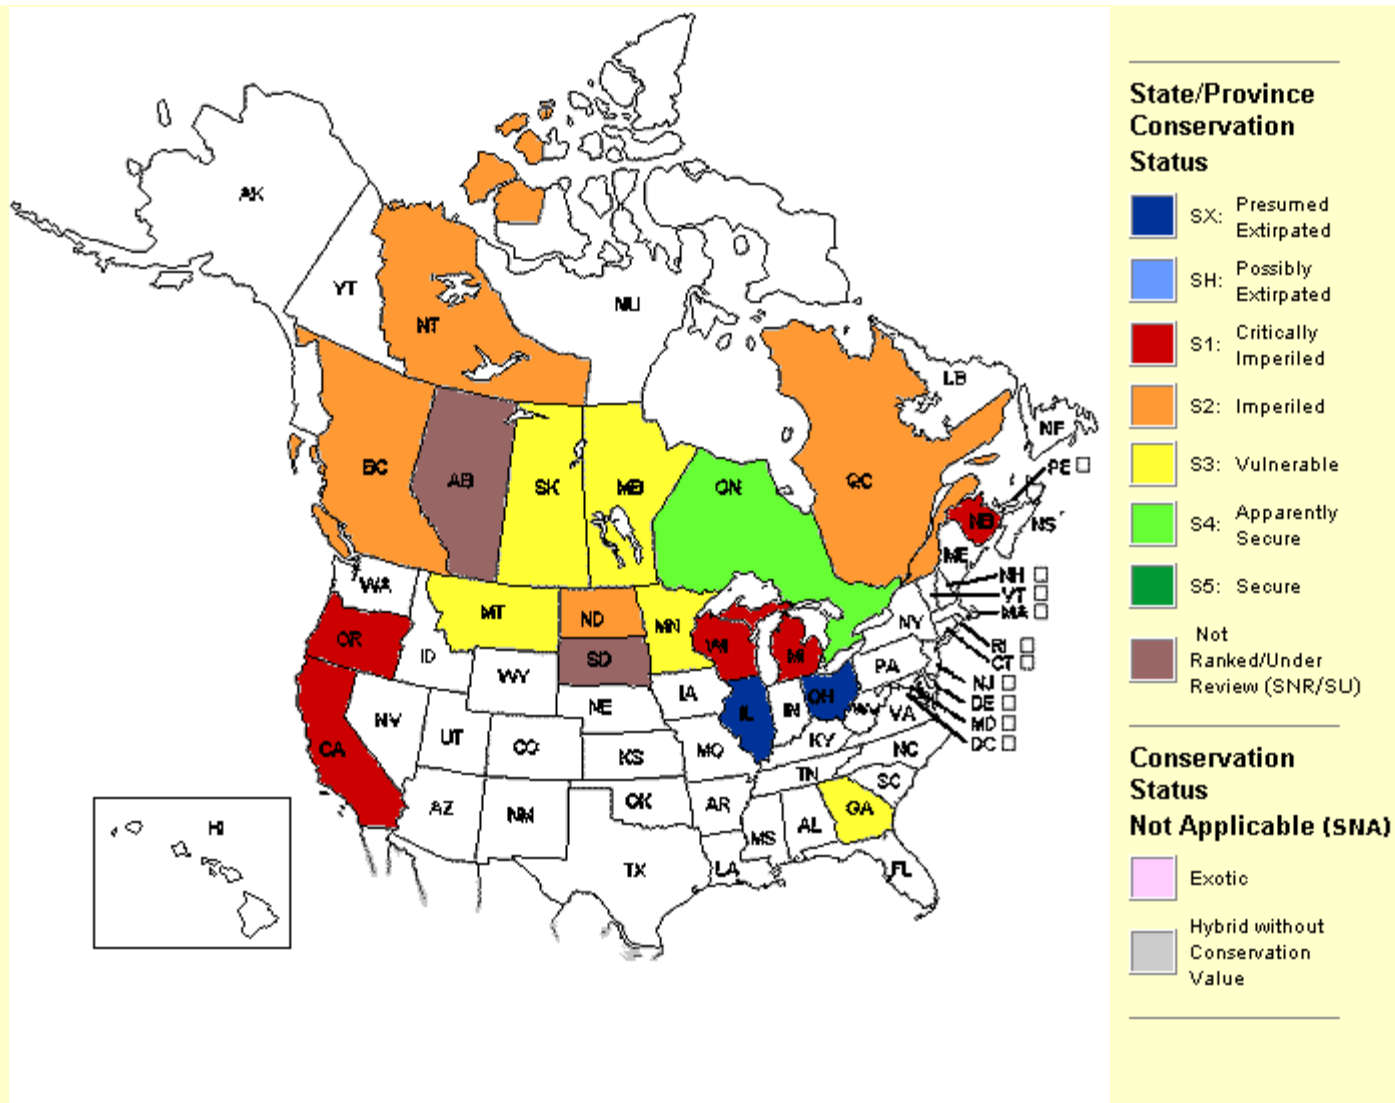 AK
YT
NT
NU
BC
AB
SK
MB
ON
QC
LB
NF
PE
NB
NS
ME
NH
VT
MA
RI
CT
NJ
DE
MD
DC
WA
MT
ND
MN
OR
ID
WY
SD
WI
MI
NY
PA
IA
NE
IL
IN
OH
WV
VA
NV
UT
CO
KS
MO
KY
NC
CA
AZ
NM
OK
AR
TN
SC
MS
AL
GA
TX
LA
FL
HI
State/Province
Conservation
Status
SX: Presumed
Extirpated
SH: Possibly
Extirpated
S1: Critically
Imperiled
S2: Imperiled
S3: Vulnerable
S4: Apparently
Secure
S5: Secure
Not
Ranked/Under
Review (SNR/SU)
Conservation
Status
Not Applicable (SNA)
Exotic
Hybrid without
Conservation
Value